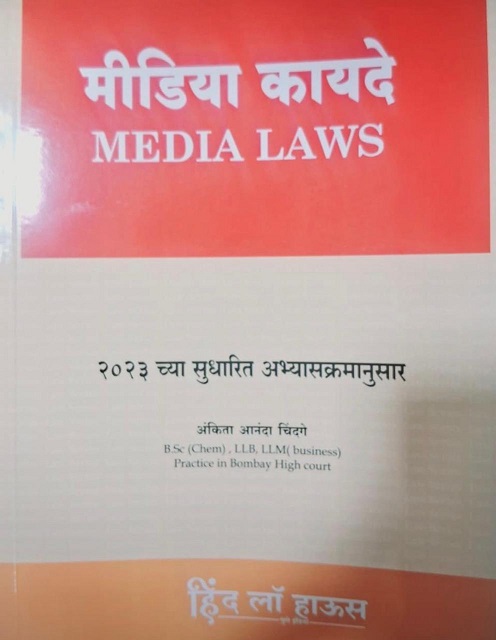 मीडिया कायदे
MEDIA LAWS
२०२३ च्या सुधारित अभ्यासक्रमानुसार
अंकिता आनंदा चिंदगे
B.Sc (Chem) , LLB, LLM( business)
Practice in Bombay High court
हिंद लॉ हाऊस